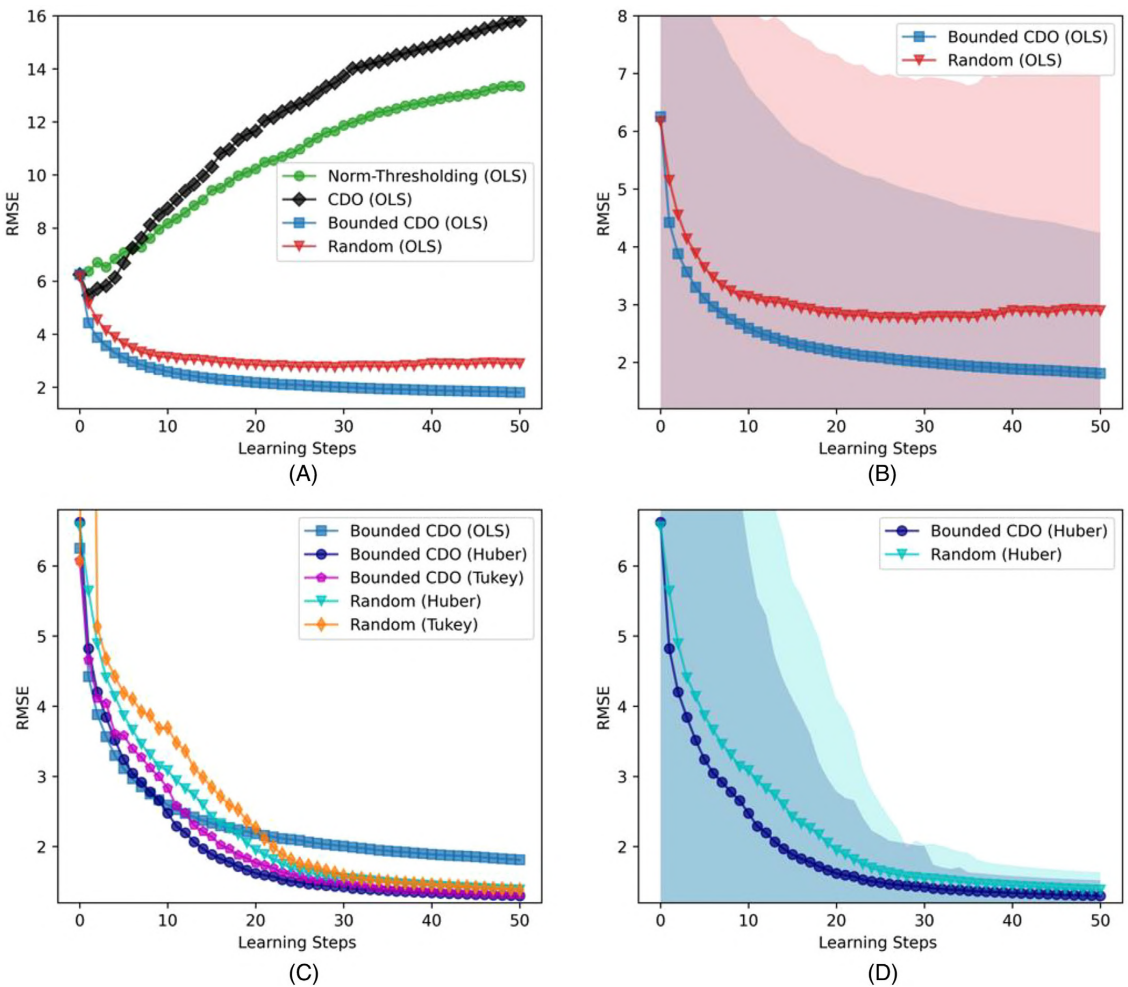 16
14
12
10
8
6
4
2
RMSE
Norm-Thresholding (OLS)
CDO (OLS)
Bounded CDO (OLS)
Random (OLS)
0 10 20 30 40 50
Learning Steps
(A)
8
7
6
5
4
3
2
RMSE
Bounded CDO (OLS)
Random (OLS)
0 10 20 30 40 50
Learning Steps
(B)
6
5
4
3
2
RMSE
Bounded CDO (OLS)
Bounded CDO (Huber)
Bounded CDO (Tukey)
Random (Huber)
Random (Tukey)
0 10 20 30 40 50
Learning Steps
(C)
6
5
4
3
2
RMSE
Bounded CDO (Huber)
Random (Huber)
0 10 20 30 40 50
Learning Steps
(D)